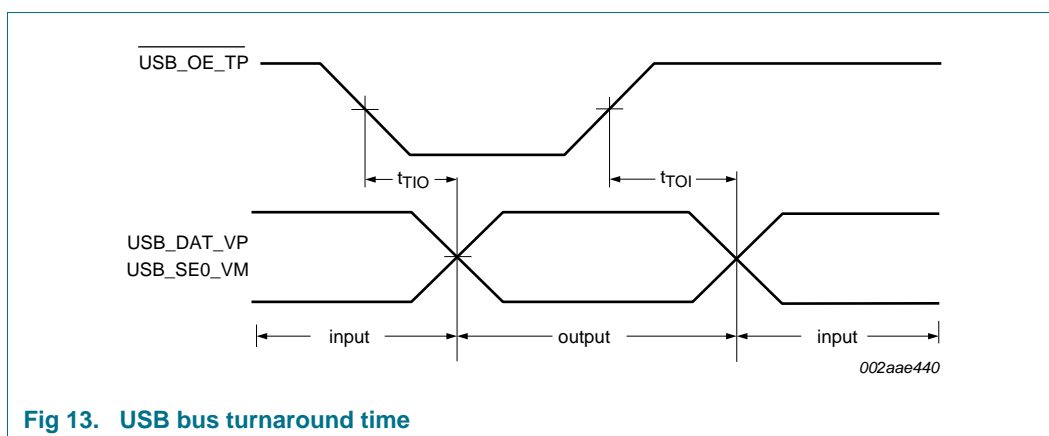 USB_OE_TP
tTIO
tTOI
USB_DAT_VP
USB_SE0_VM
input
output
input
002aae440
Fig 13. USB bus turnaround time